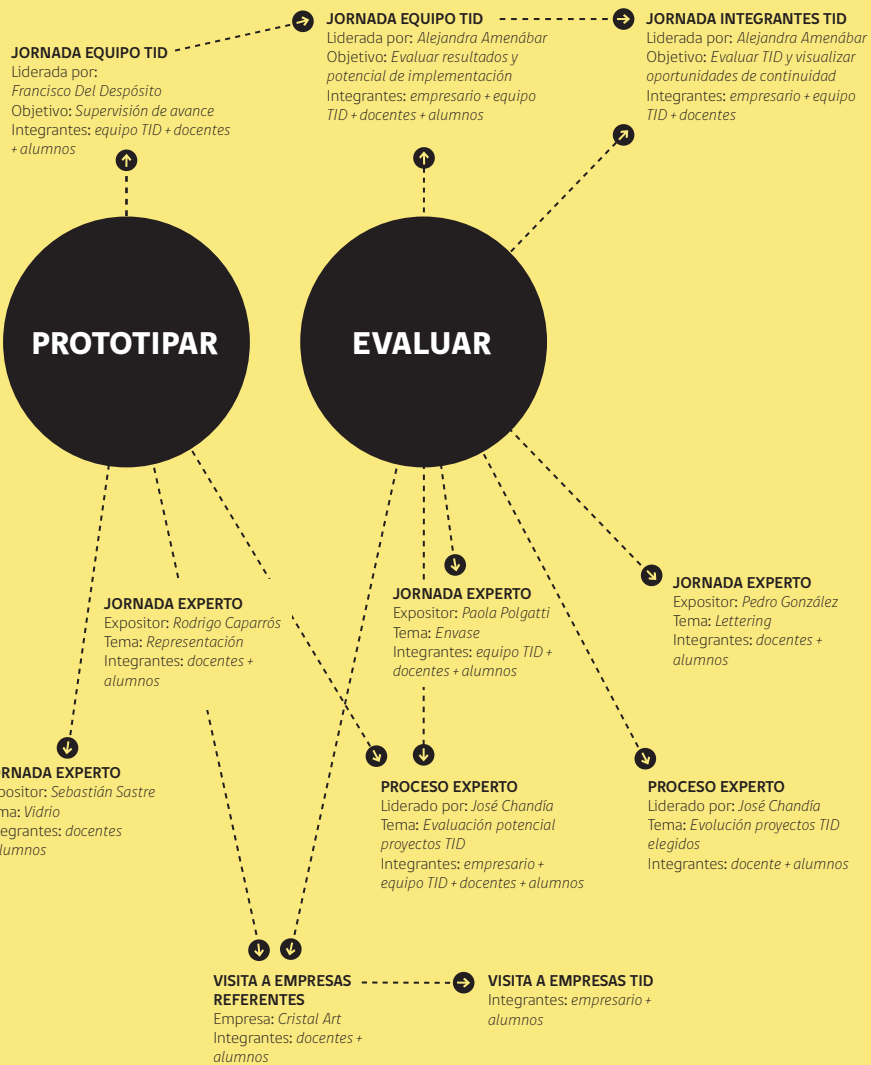 JORNADA EQUIPO TID
Liderada por:
Francisco Del Despósito
Objetivo: Supervisión de avance
Integrantes: equipo TID + docentes
+ alumnos
JORNADA EQUIPO TID
Liderada por: Alejandra Amenábar
Objetivo: Evaluar resultados y
potencial de implementación
Integrantes: empresario + equipo
TID + docentes + alumnos
JORNADA INTEGRANTES TID
Liderada por: Alejandra Amenábar
Objetivo: Evaluar TID y visualizar
oportunidades de continuidad
Integrantes: empresario + equipo
TID + docentes
PROTOTIPAR
EVALUAR
JORNADA EXPERTO
Expositor: Rodrigo Caparrós
Tema: Representación
Integrantes: docentes +
alumnos
JORNADA EXPERTO
Expositor: Paola Polgatti
Tema: Envase
Integrantes: equipo TID +
docentes + alumnos
JORNADA EXPERTO
Expositor: Pedro González
Tema: Lettering
Integrantes: docentes +
alumnos
RNADA EXPERTO
positor: Sebastián Sastre
ma: Vidrio
egrantes: docentes
lumnos
PROCESO EXPERTO
Liderado por: José Chandía
Tema: Evaluación potencial
proyectos TID
Integrantes: empresario +
equipo TID + docentes + alumnos
PROCESO EXPERTO
Liderado por: José Chandía
Tema: Evolución proyectos TID
elegidos
Integrantes: docente + alumnos
VISITA A EMPRESAS
REFERENTES
Empresa: Cristal Art
Integrantes: docentes +
alumnos
VISITA A EMPRESAS TID
Integrantes: empresario +
alumnos